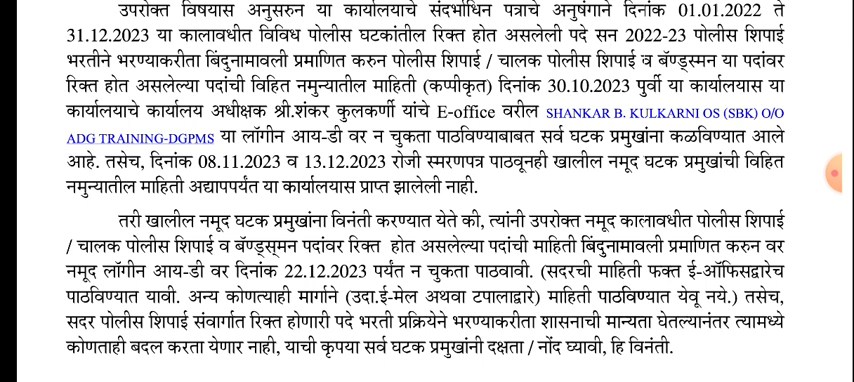 उपरोक्त विषयास अनुसरुन या कार्यालयाचे संदर्भाधिन पत्राचे अनुषंगाने दिनांक 01.01.2022 ते
31.12.2023 या कालावधीत विविध पोलीस घटकांतील रिक्त होत असलेली पदे सन 2022-23 पोलीस शिपाई
भरतीने भरण्याकरीता बिंदुनामावली प्रमाणित करुन पोलीस शिपाई / चालक पोलीस शिपाई व बॅण्ड्स्मन या पदांवर
रिक्त होत असलेल्या पदांची विहित नमुन्यातील माहिती (कप्पीकृत) दिनांक 30.10.2023 पुर्वी या कार्यालयास या
कार्यालयाचे कार्यालय अधीक्षक श्री.शंकर कुलकर्णी यांचे E-office वरील SHANKAR B. KULKARNI OS (SBK) O/O
ADG TRAINING-DGPMS या लॉगीन आय-डी वर न चुकता पाठविण्याबाबत सर्व घटक प्रमुखांना कळविण्यात आले
आहे. तसेच, दिनांक 08.11.2023 व 13.12.2023 रोजी स्मरणपत्र पाठवूनही खालील नमूद घटक प्रमुखांची विहित
नमुन्यातील माहिती अद्यापपर्यंत या कार्यालयास प्राप्त झालेली नाही.
तरी खालील नमूद घटक प्रमुखांना विनंती करण्यात येते की, त्यांनी उपरोक्त नमूद कालावधीत पोलीस शिपाई
/ चालक पोलीस शिपाई व बॅण्ड्स्मन पदांवर रिक्त होत असलेल्या पदांची माहिती बिंदुनामावली प्रमाणित करुन वर
नमूद लॉगीन आय-डी वर दिनांक 22.12.2023 पर्यंत न चुकता पाठवावी. (सदरची माहिती फक्त ई-ऑफिसद्वारेच
पाठविण्यात यावी. अन्य कोणत्याही मार्गाने (उदा.ई-मेल अथवा टपालाद्वारे) माहिती पाठविण्यात येवू नये.) तसेच,
सदर पोलीस शिपाई संवार्गात रिक्त होणारी पदे भरती प्रक्रियेने भरण्याकरीता शासनाची मान्यता घेतल्यानंतर त्यामध्ये
कोणताही बदल करता येणार नाही, याची कृपया सर्व घटक प्रमुखांनी दक्षता / नोंद घ्यावी, हि विनंती.